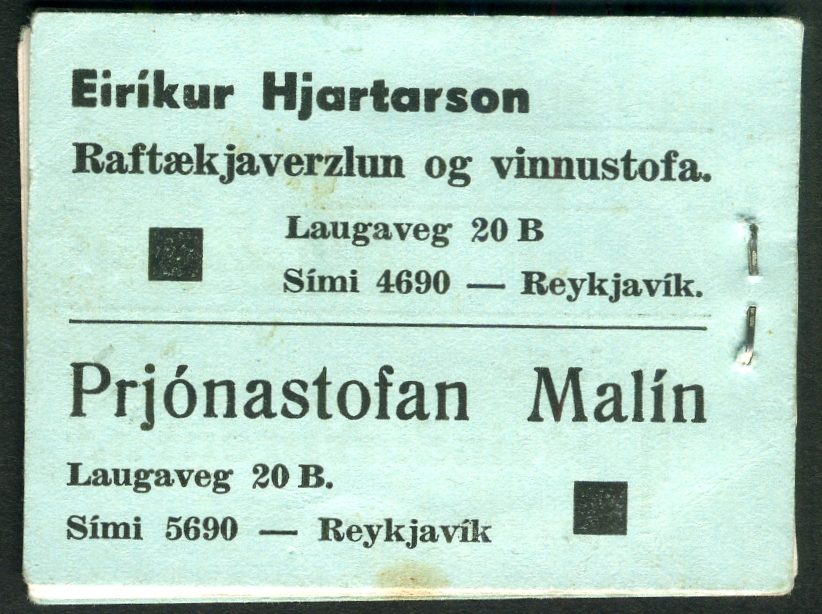 Eiríkur Hjartarson
Raftækjaverzlun og vinnustofa.
Laugaveg 20 B
Sími 4690 — Reykjavík.
Prjónastofan Malín
Laugaveg 20 B.
Sími 5690 — Reykjavík